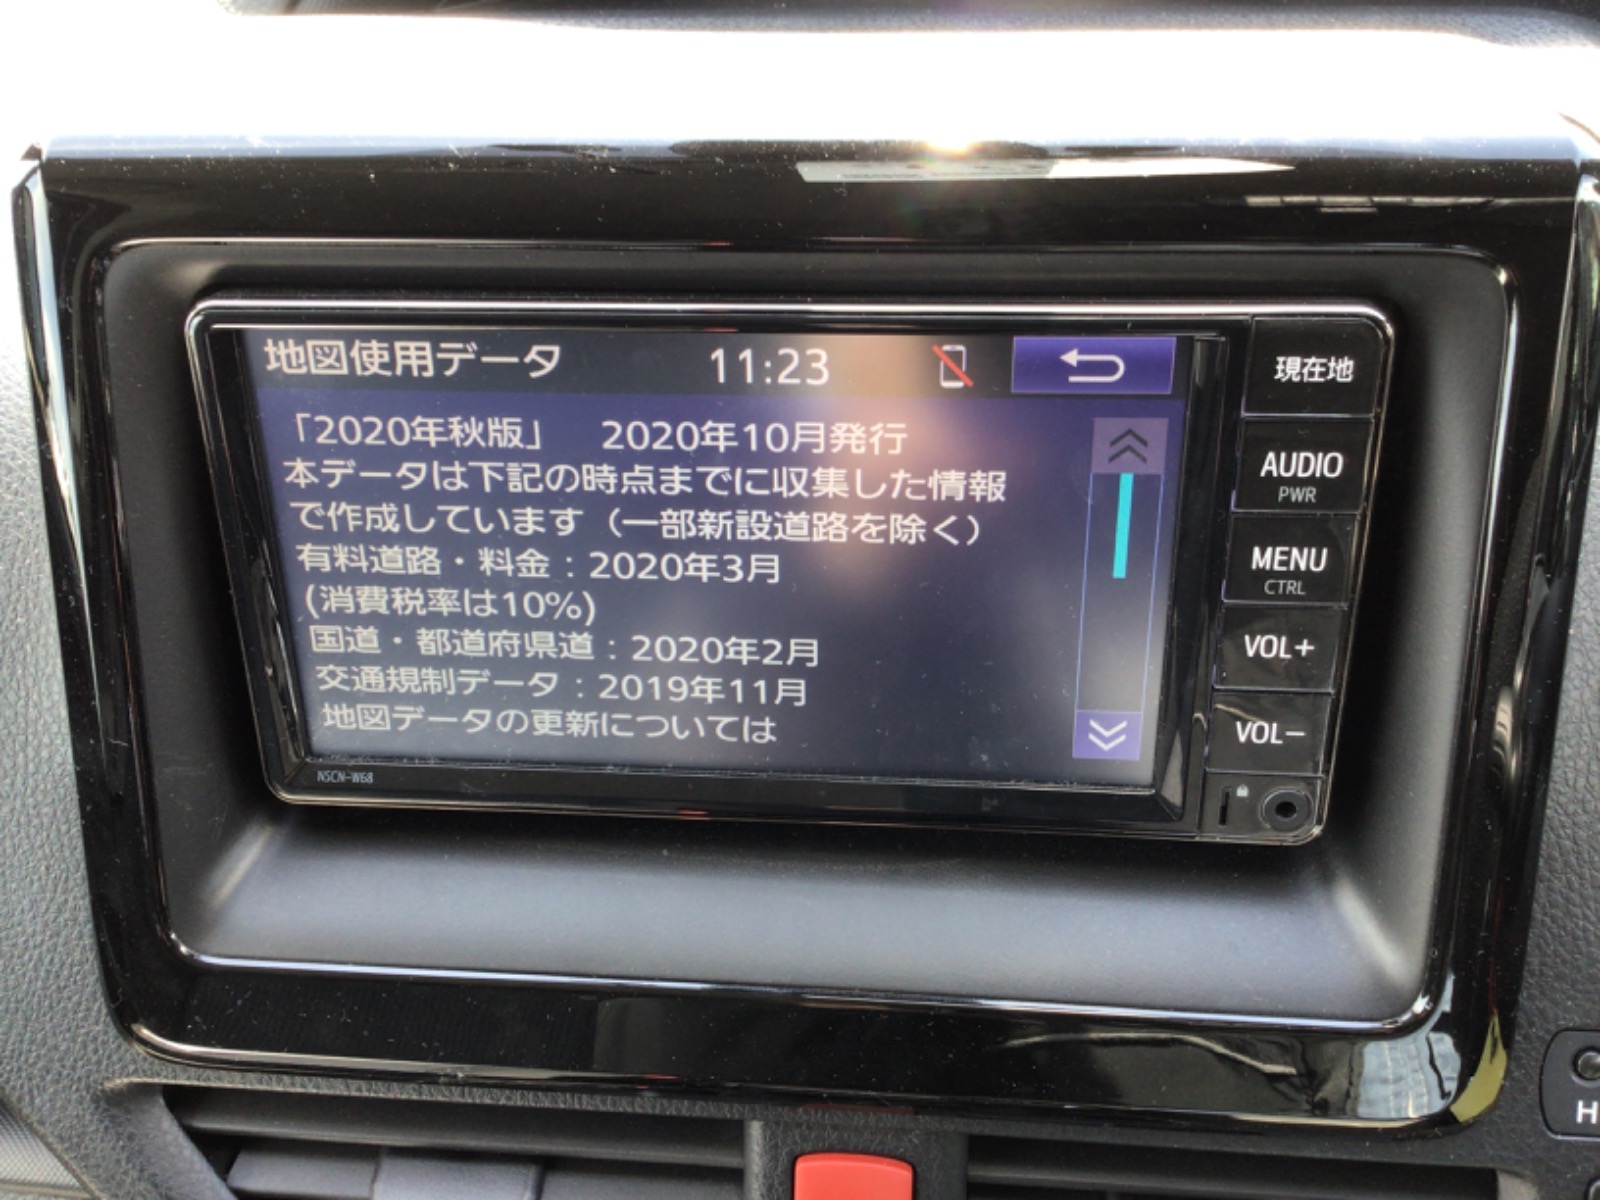 地図使用データ 11:23
「2020年秋版」 2020年10月発行
本データは下記の時点までに収集した情報
で作成しています（一部新設道路を除く）
有料道路・料金：2020年3月
(消費税率は10%)
国道・都道府県道：2020年2月
交通規制データ：2019年11月
地図データの更新については
現在地
AUDIO
PWR
MENU
CTRL
VOL+
VOL-
NSCN-W68
H